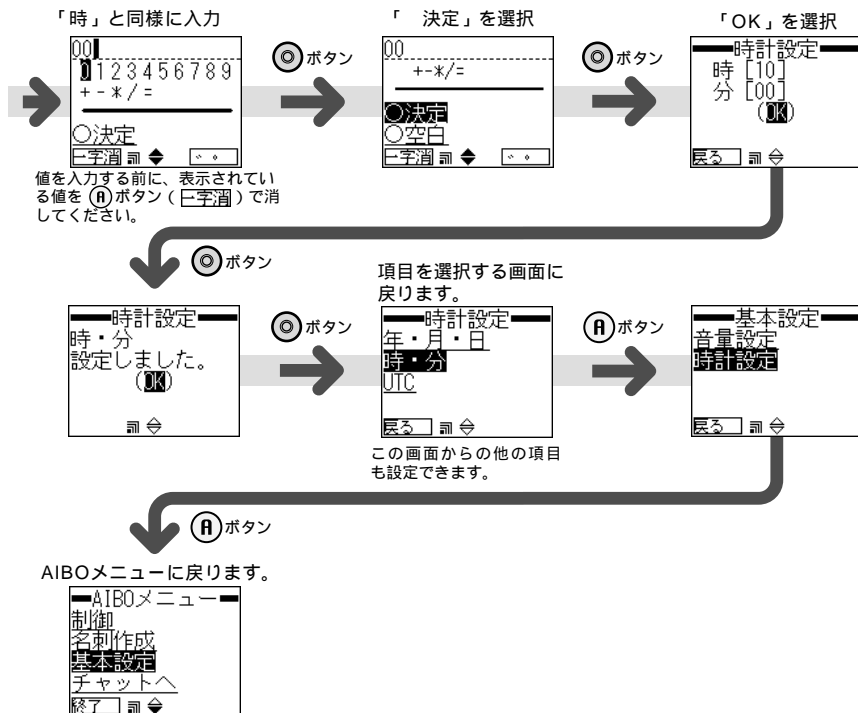 「時」と同様に入力
00
0123456789
+-*/=
○決定
一字消
値を入力する前に、表示されてい
る値を Ⓐボタン(一字消)で消
してください。
◎ボタン
「　決定」を選択
00
+-*/=
○決定
○空白
一字消
◎ボタン
「OK」を選択
時計設定
時 [10]
分 [00]
(OK)
戻る
◎ボタン
時計設定
時・分
設定しました。
(OK)
◎ボタン
項目を選択する画面に
戻ります。
時計設定
年・月・日
時・分
UTC
戻る
この画面からの他の項目
も設定できます。
Ⓐボタン
基本設定
音量設定
時計設定
戻る
Ⓐボタン
AIBOメニューに戻ります。
AIBOメニュー
制御
名刺作成
基本設定
チャットへ
終了